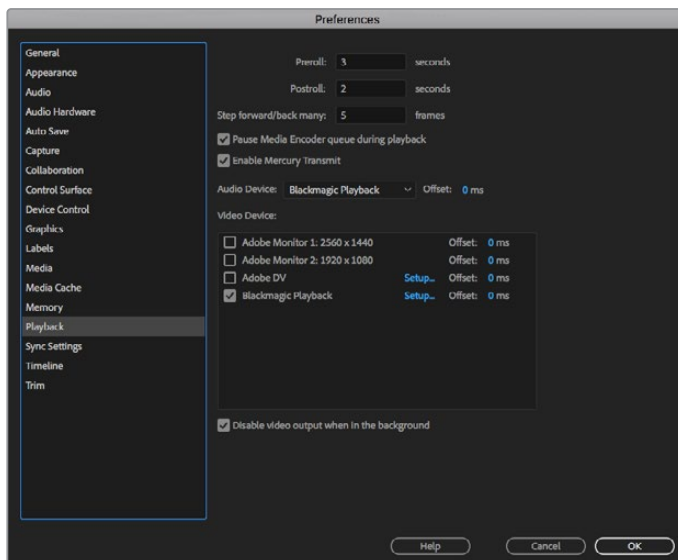 Preferences
General
Appearance
Audio
Audio Hardware
Auto Save
Capture
Collaboration
Control Surface
Device Control
Graphics
Labels
Media
Media Cache
Memory
Playback
Sync Settings
Timeline
Trim
Preroll: 3 seconds
Postroll: 2 seconds
Step forward/back many: 5 frames
Pause Media Encoder queue during playback
Enable Mercury Transmit
Audio Device: Blackmagic Playback Offset: 0 ms
Video Device:
Adobe Monitor 1: 2560 x 1440 Offset: 0 ms
Adobe Monitor 2: 1920 x 1080 Offset: 0 ms
Adobe DV Setup... Offset: 0 ms
Blackmagic Playback Setup... Offset: 0 ms
Disable video output when in the background
Help Cancel OK